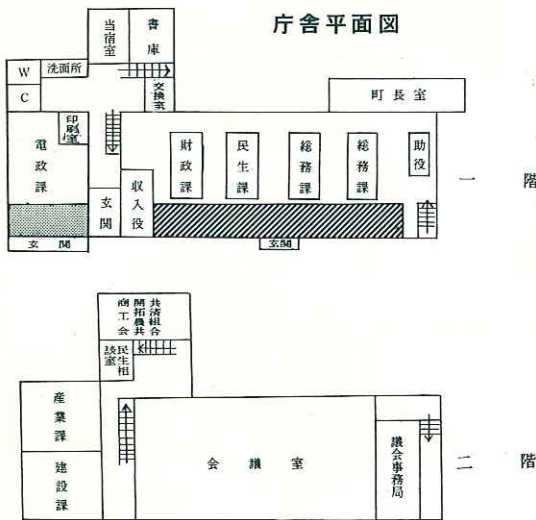 庁舎平面図
当宿室
書庫
W
C
洗面所
交換室
印刷室
町長室
電政課
財政課
民生課
総務課
総務課
助役
収入役
玄関
玄関
玄関
一階
商工会
開拓農共
共済組合
民生相
談室
産業課
建設課
会議室
議会事務局
二階